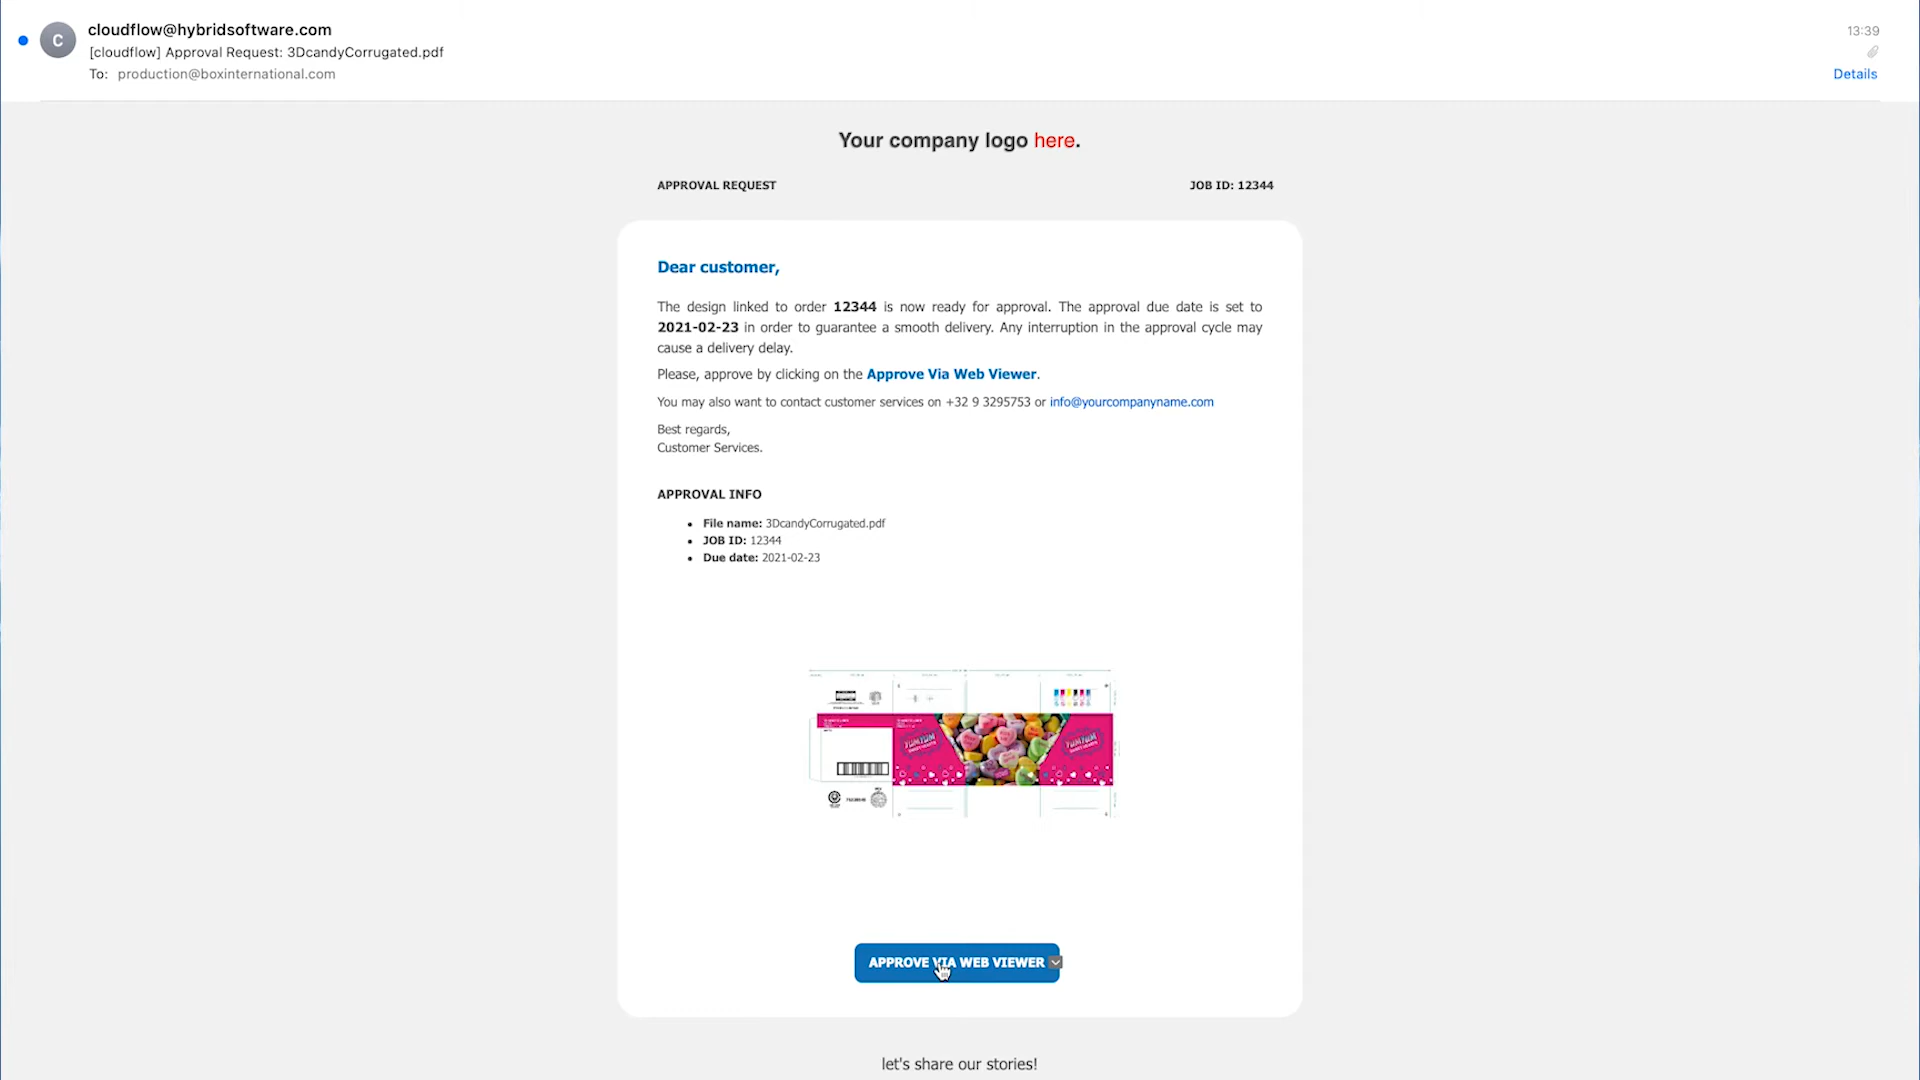 cloudflow@hybridsoftware.com
13:39
C
[cloudflow] Approval Request: 3DcandyCorrugated.pdf
To: production@boxinternational.com
Details
Your company logo here.
APPROVAL REQUEST
JOB ID: 12344
Dear customer,
The design linked to order 12344 is now ready for approval. The approval due date is set to
2021-02-23 in order to guarantee a smooth delivery. Any interruption in the approval cycle may
cause a delivery delay.
Please, approve by clicking on the Approve Via Web Viewer.
You may also want to contact customer services on +32 9 3295753 or info@yourcompanyname.com
Best regards,
Customer Services.
APPROVAL INFO
• File name: 3DcandyCorrugated.pdf
• JOB ID: 12344
• Due date: 2021-02-23
YUMYUM
YUMYUM
APPROVE VIA WEB VIEWER
let's share our stories!